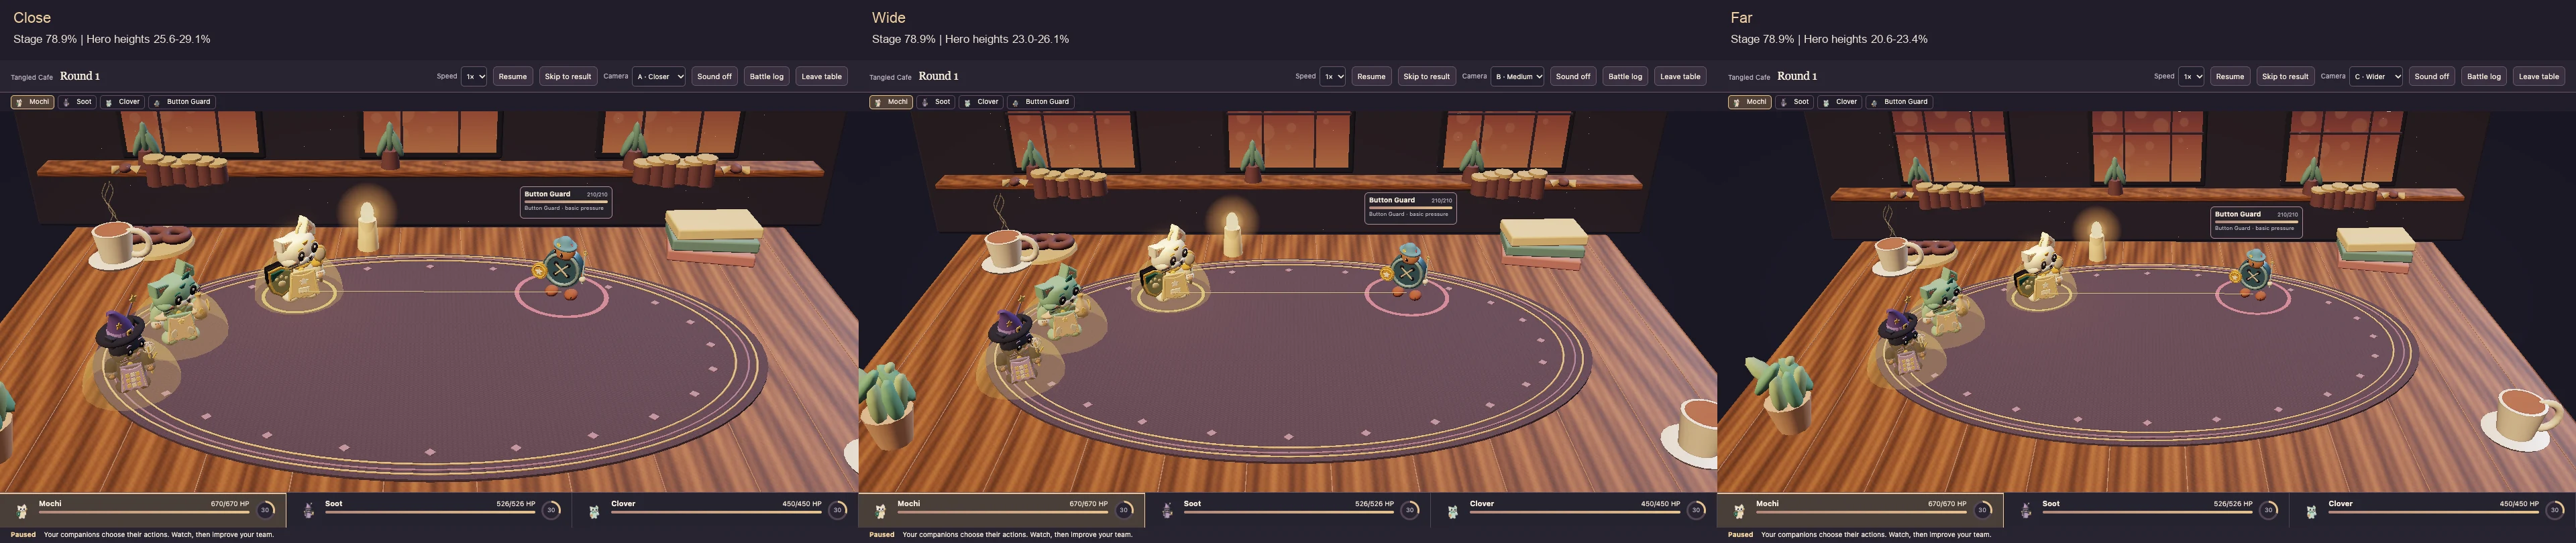 Close
Stage 78.9% | Hero heights 25.6-29.1%
Tangled Cafe Round 1 Speed 1x Resume Skip to result Camera A - Closer Sound off Battle log Leave table
Mochi Soot Clover Button Guard
Button Guard 210/210
Button Guard · basic pressure
Mochi 670/670 HP 30 Soot 526/526 HP 30 Clover 450/450 HP 30
Paused Your companions choose their actions. Watch, then improve your team.
Wide
Stage 78.9% | Hero heights 23.0-26.1%
Tangled Cafe Round 1 Speed 1x Resume Skip to result Camera B - Medium Sound off Battle log Leave table
Mochi Soot Clover Button Guard
Button Guard 210/210
Button Guard · basic pressure
Mochi 670/670 HP 30 Soot 526/526 HP 30 Clover 450/450 HP 30
Paused Your companions choose their actions. Watch, then improve your team.
Far
Stage 78.9% | Hero heights 20.6-23.4%
Tangled Cafe Round 1 Speed 1x Resume Skip to result Camera C - Wider Sound off Battle log Leave table
Mochi Soot Clover Button Guard
Button Guard 210/210
Button Guard · basic pressure
Mochi 670/670 HP 30 Soot 526/526 HP 30 Clover 450/450 HP 30
Paused Your companions choose their actions. Watch, then improve your team.